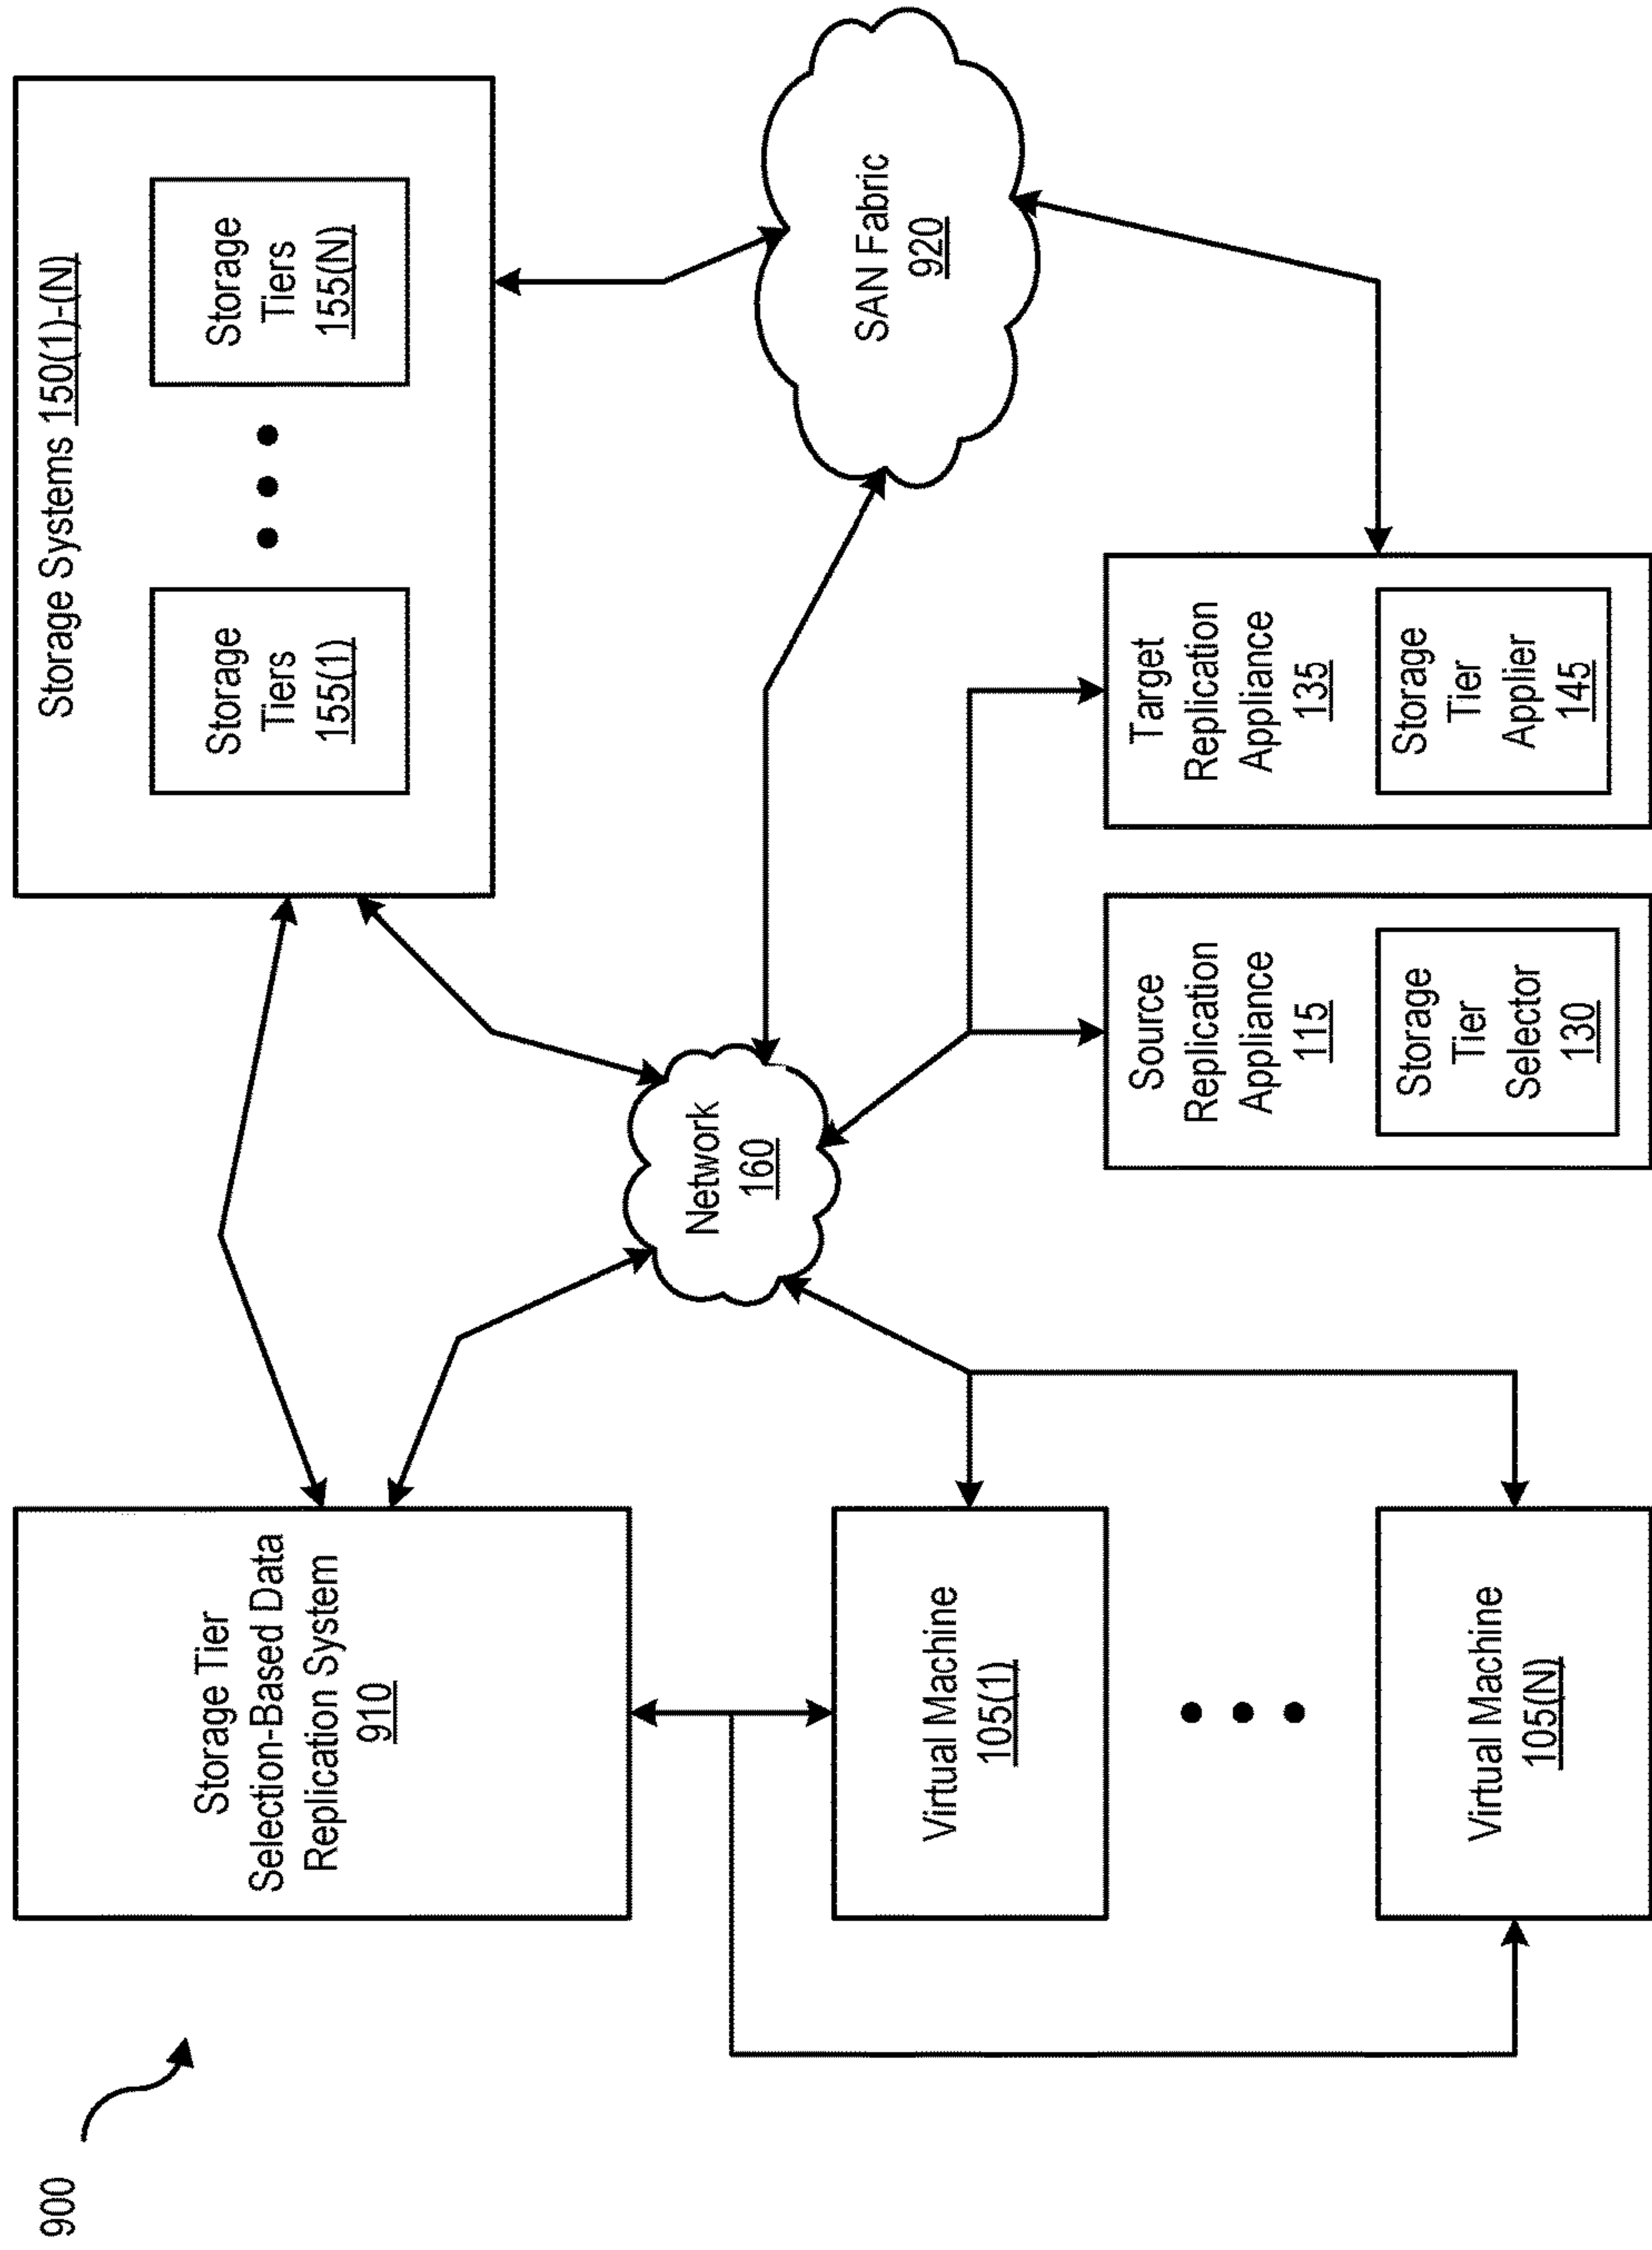 900
Storage Tier
Selection-Based Data
Replication System
910
Storage Systems 150(1)-(N)
Storage
Tiers
155(1)
Storage
Tiers
155(N)
Network
160
SAN Fabric
920
Virtual Machine
105(1)
Virtual Machine
105(N)
Source
Replication
Appliance
115
Storage
Tier
Selector
130
Target
Replication
Appliance
135
Storage
Tier
Applier
145